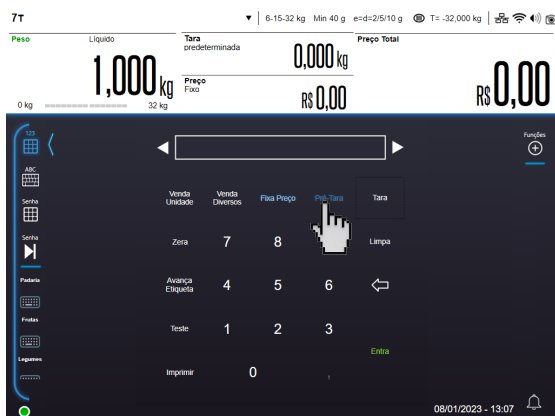 7T
6-15-32 kg Min 40 g e=d=2/5/10 g T= -32,000 kg
Peso Líquido
1,000 kg
0 kg 32 kg
Tara
predeterminada
0,000 kg
Preço
Fixo
R$ 0,00
Preço Total
R$ 0,00
123
ABC
Senha
Senha
Padaria
Frutas
Legumes
Funções
Venda
Unidade
Venda
Diversos
Fixa Preço
Pré-Tara
Tara
Zera 7 8 Limpa
Avança
Etiqueta
4 5 6
Teste 1 2 3
Entra
Imprimir 0 ,
08/01/2023 - 13:07